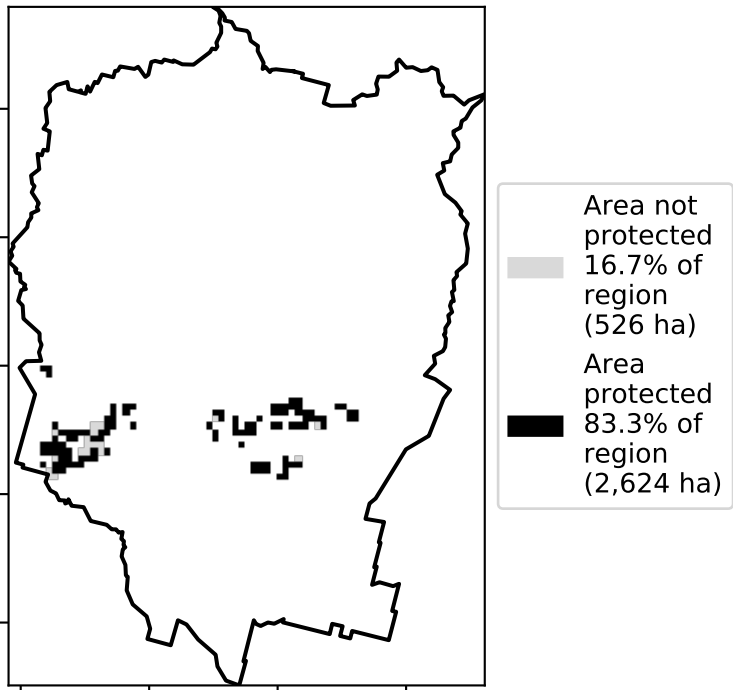 Area not
protected
16.7% of
region
(526 ha)
Area
protected
83.3% of
region
(2,624 ha)